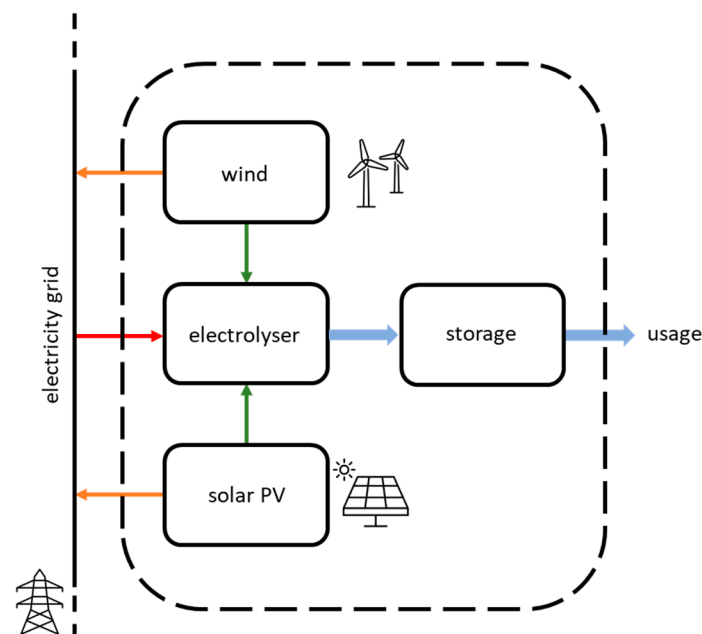 wind
electricity grid
electrolyser
storage
usage
solar PV